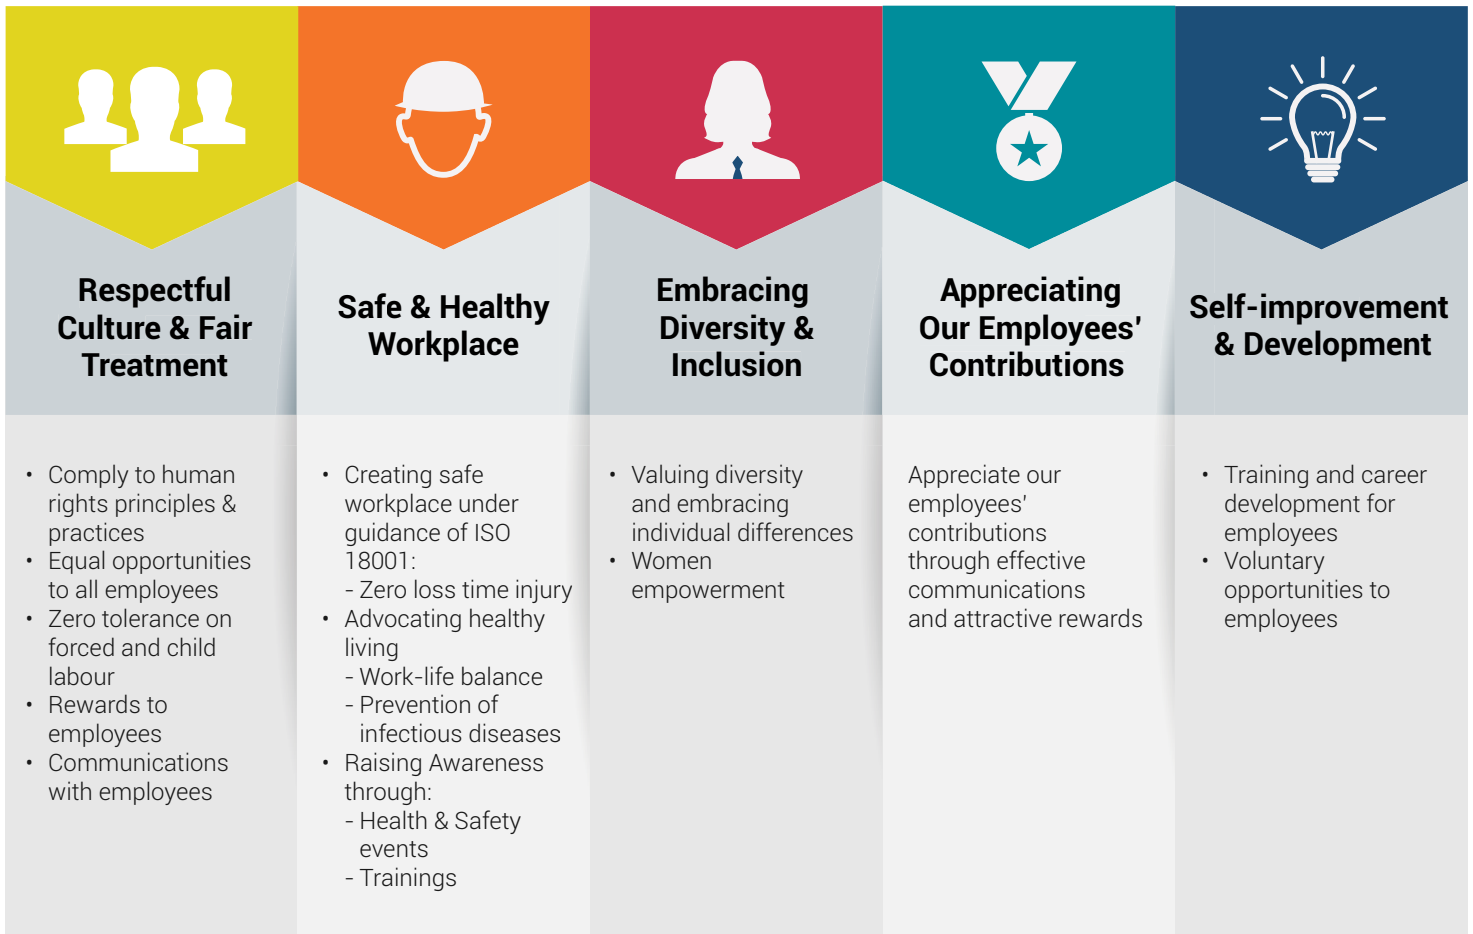 Respectful
Culture & Fair
Treatment
• Comply to human
rights principles &
practices
• Equal opportunities
to all employees
• Zero tolerance on
forced and child
labour
• Rewards to
employees
• Communications
with employees
Safe & Healthy
Workplace
• Creating safe
workplace under
guidance of ISO
18001:
- Zero loss time injury
• Advocating healthy
living
- Work-life balance
- Prevention of
infectious diseases
• Raising Awareness
through:
- Health & Safety
events
- Trainings
Embracing
Diversity &
Inclusion
• Valuing diversity
and embracing
individual differences
• Women
empowerment
Appreciating
Our Employees'
Contributions
Appreciate our
employees'
contributions
through effective
communications
and attractive rewards
Self-improvement
& Development
• Training and career
development for
employees
• Voluntary
opportunities to
employees